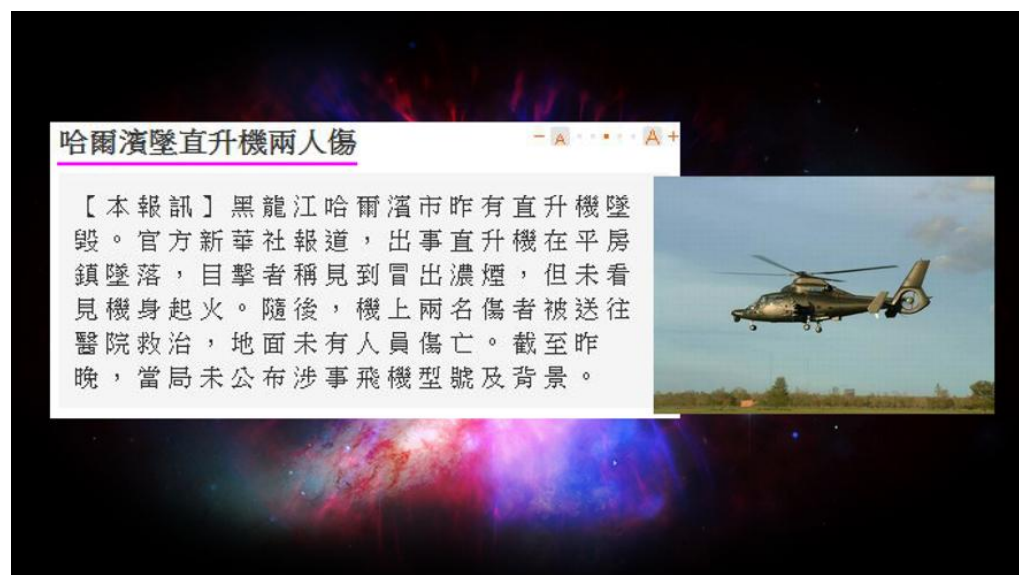 哈爾濱墜直升機兩人傷
- A A +
【本報訊】黑龍江哈爾濱市昨有直升機墜
毀。官方新華社報道，出事直升機在平房
鎮墜落，目擊者稱見到冒出濃煙，但未看
見機身起火。隨後，機上兩名傷者被送往
醫院救治，地面未有人員傷亡。截至昨
晚，當局未公布涉事飛機型號及背景。